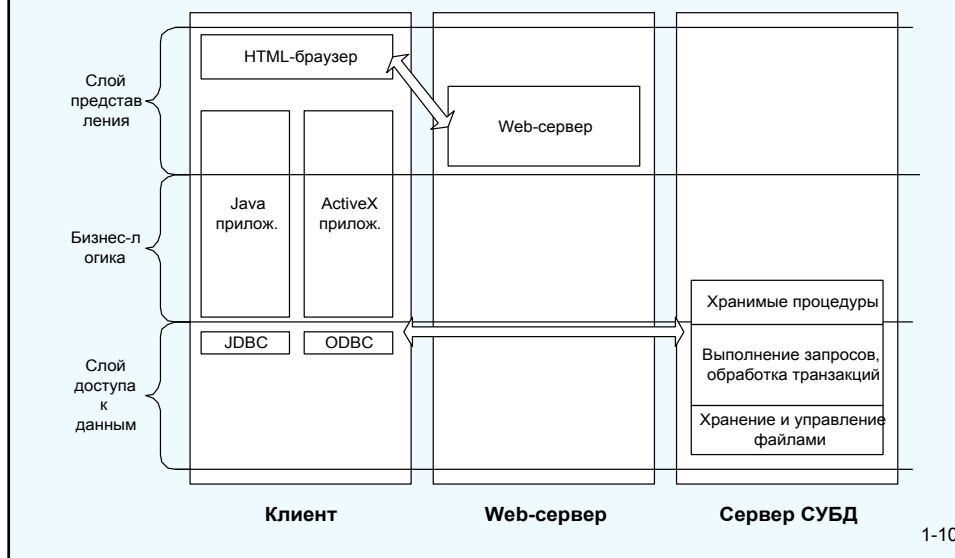 HTML-браузер
Слой
представ
ления
Web-сервер
Java
прилож.
ActiveX
прилож.
Бизнес-л
огика
Хранимые процедуры
JDBC
ODBC
Выполнение запросов,
обработка транзакций
Слой
доступа
к
данным
Хранение и управление
файлами
Клиент
Web-сервер
Сервер СУБД
1-10